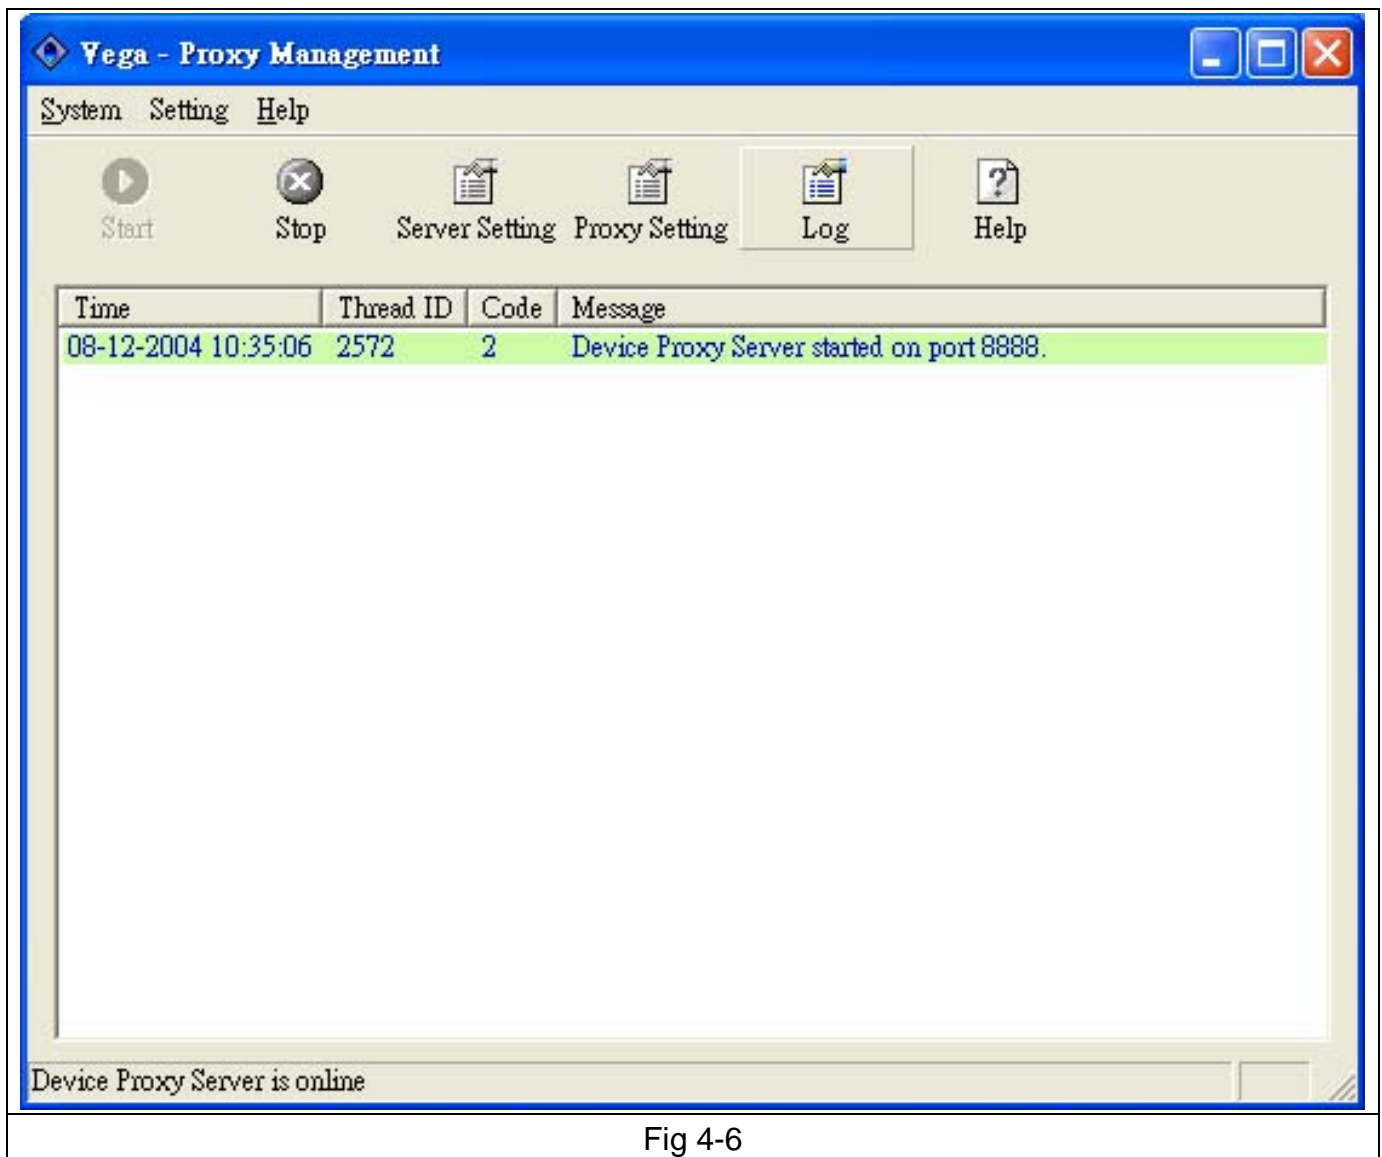 Vega - Proxy Management
System Setting Help
Start Stop Server Setting Proxy Setting Log Help
Time Thread ID Code Message
08-12-2004 10:35:06 2572 2 Device Proxy Server started on port 8888.
Device Proxy Server is online
Fig 4-6